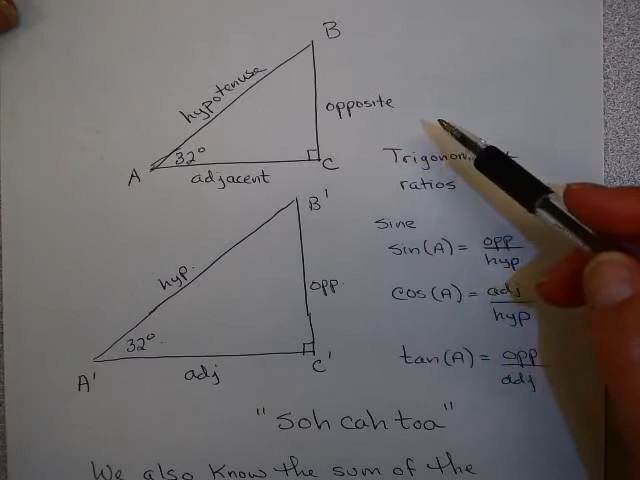 B
hypotenuse
opposite
32°
A
adjacent
C
ratios
B'
hyp.
opp.
32°
A'
adj
C'
sine
sin(A) = opp/hyp
cos(A) = adj/hyp
tan(A) = opp/adj
"Soh cah toa"
We also know the sum of the